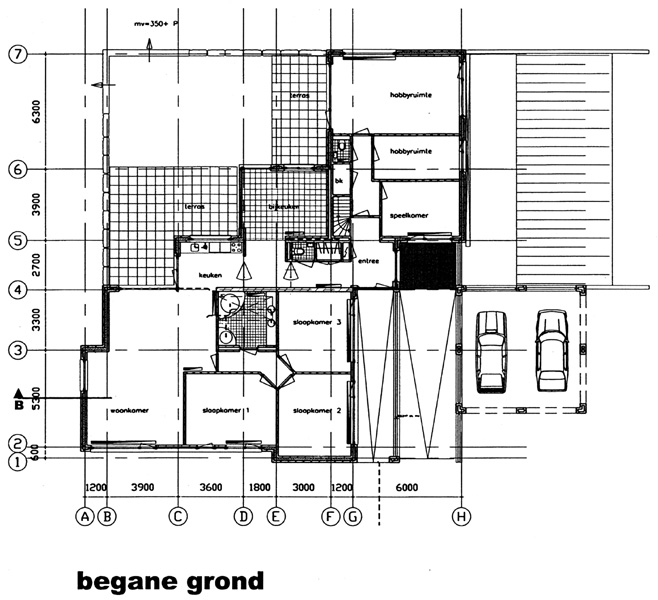 mv=350+ P
7
terras
hobbyruimte
6300
hobbyruimte
6
bk
3900
terras
bijkeuken
speelkamer
5
2700
keuken
entree
4
3300
slaapkamer 3
3
B
5300
woonkamer
slaapkamer 1
slaapkamer 2
2
600
1
1200 3900 3600 1800 3000 1200 6000
A B C D E F G H
begane grond